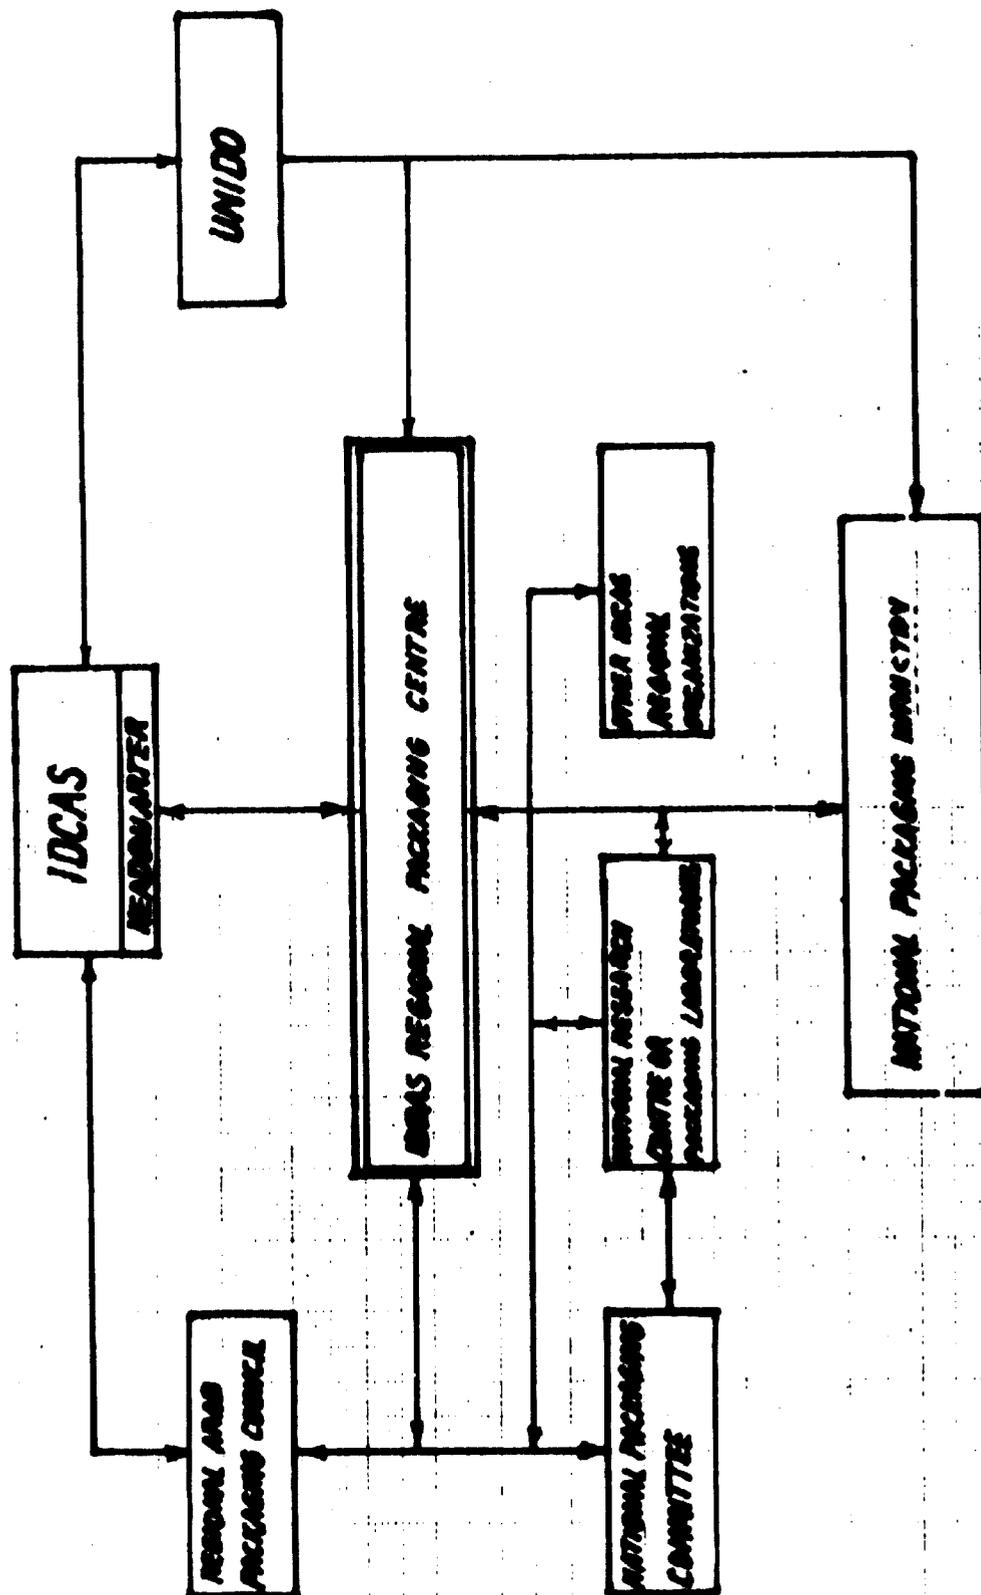 IDCAS
HEADQUARTER
UNIDO
REGIONAL ARAB
PACKAGING COUNCIL
IDCAS REGIONAL PACKAGING CENTRE
OTHER IDCAS
REGIONAL
ORGANIZATIONS
NATIONAL RESEARCH
CENTRE OR
PACKAGING LABORATORIES
NATIONAL PACKAGING
COMMITTEE
NATIONAL PACKAGING